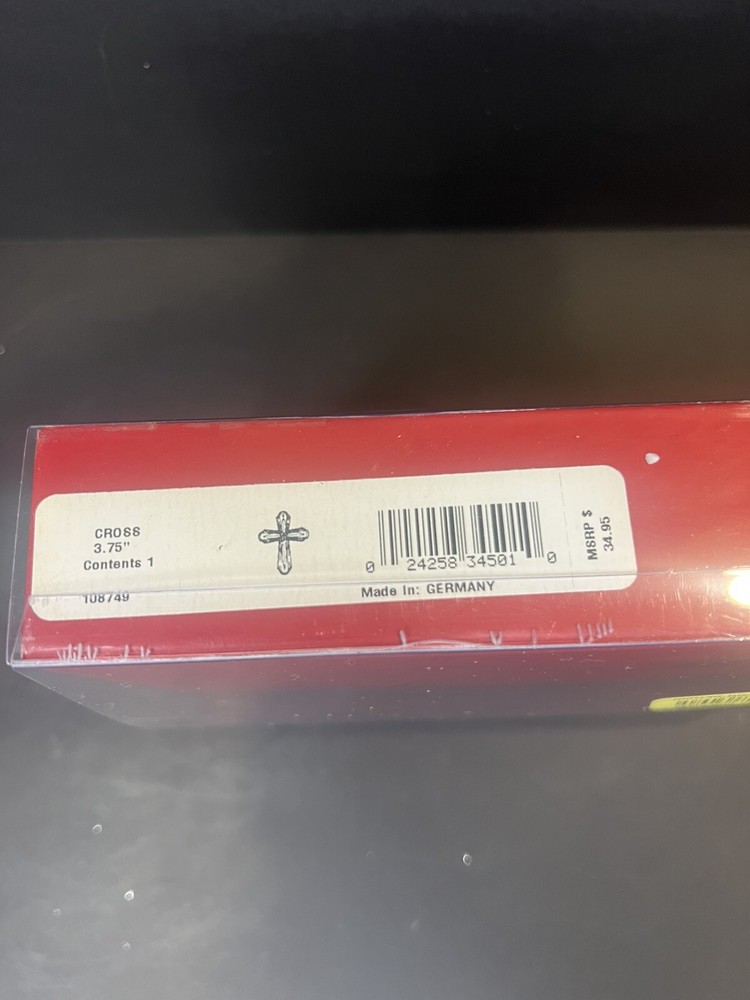 CROSS
3.75"
Contents 1
108749
0 24258 34501 0
Made In: GERMANY
MSRP $
34.95